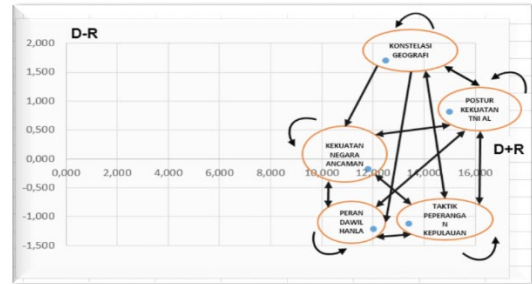 D-R
2,000
1,500
1,000
0,500
0,000
-0,500
-1,000
-1,500
0,000
2,000
4,000
6,000
8,000
10,000
12,000
14,000
16,000
D+R
KONSTELASI
GEOGRAFI
POSTUR
KEKUATAN
TNI AL
KEKUATAN
NEGARA
ANCAMAN
PERAN
DAWIL
HANLA
TAKTIK
PEPERANGA
N
KEPULAUAN